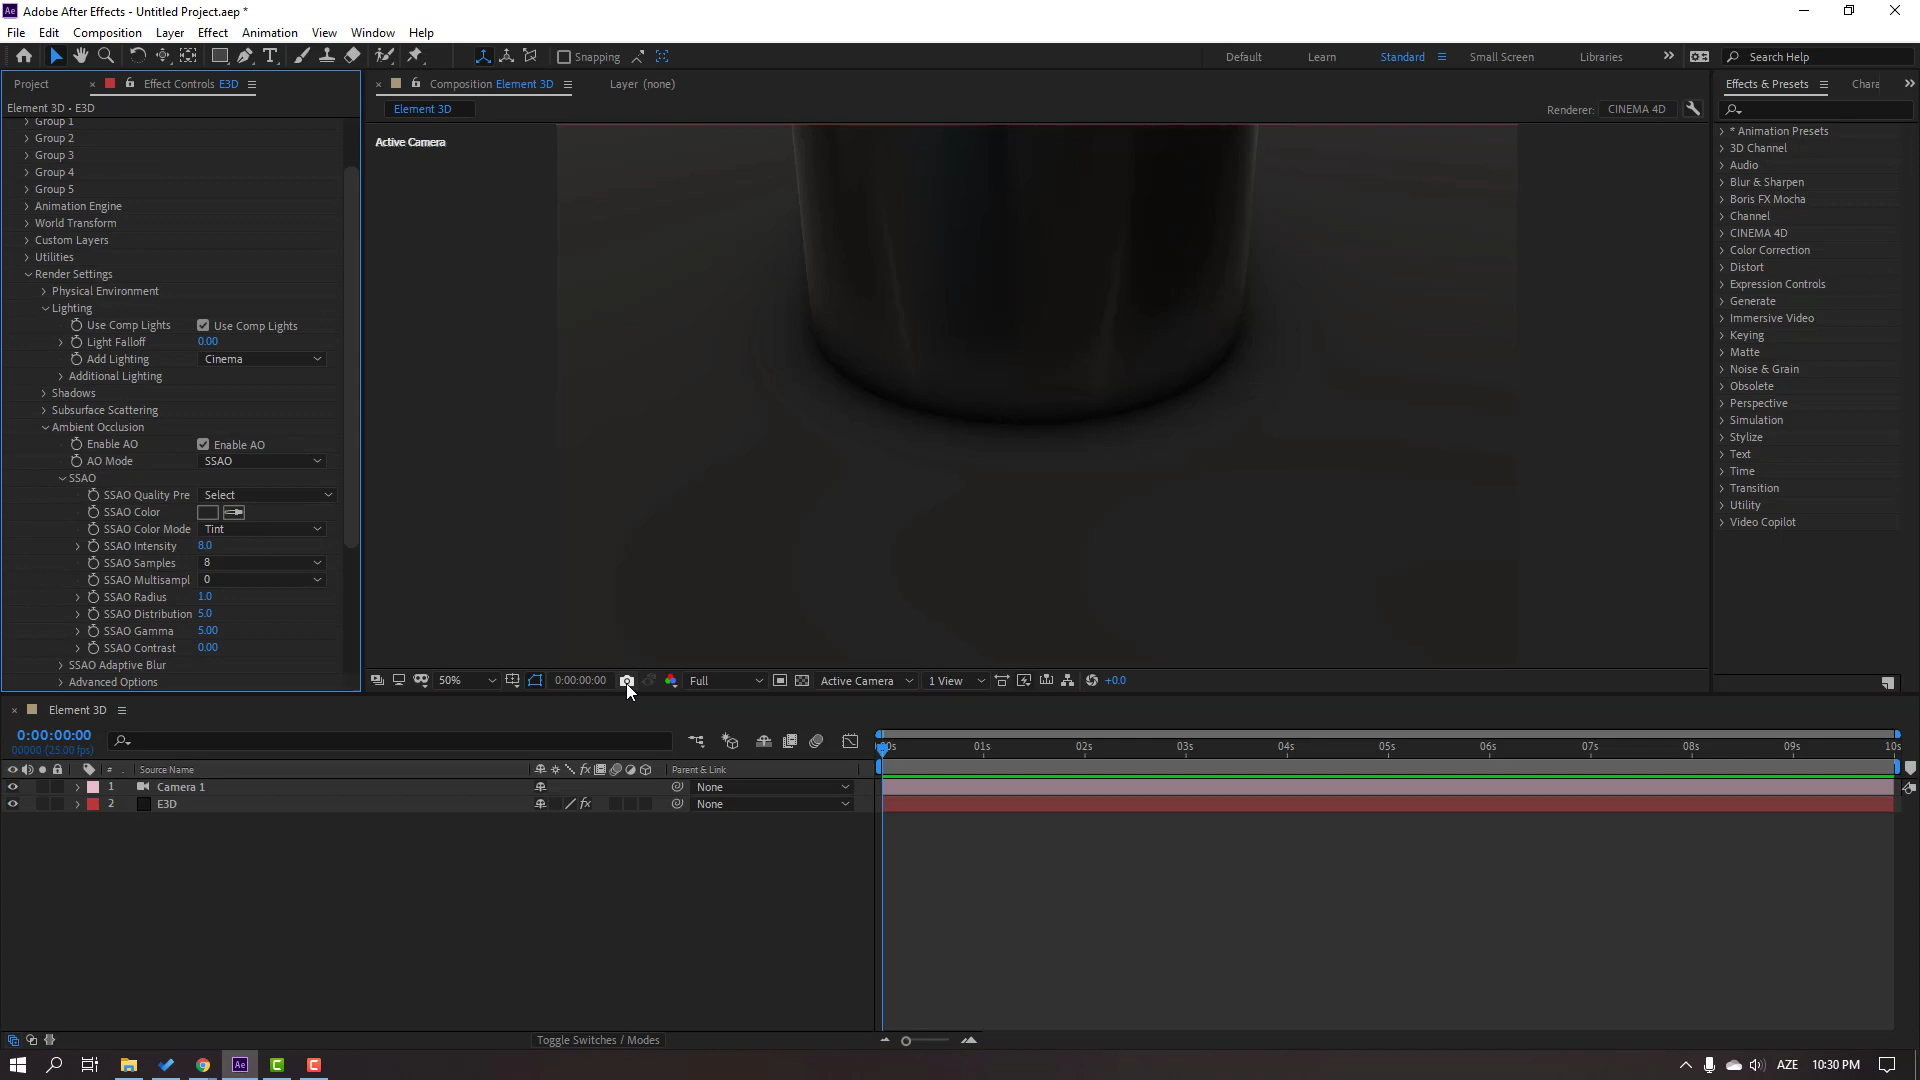 Adobe After Effects - Untitled Project.aep *
File Edit Composition Layer Effect Animation View Window Help
Snapping Default Learn Standard Small Screen Libraries Search Help
Project Effect Controls E3D Composition Element 3D Layer (none) Effects & Presets Chara
Element 3D • E3D Element 3D Renderer: CINEMA 4D
Active Camera
Group 1
Group 2
Group 3
Group 4
Group 5
Animation Engine
World Transform
Custom Layers
Utilities
Render Settings
Physical Environment
Lighting
Use Comp Lights Use Comp Lights
Light Falloff 0.00
Add Lighting Cinema
Additional Lighting
Shadows
Subsurface Scattering
Ambient Occlusion
Enable AO Enable AO
AO Mode SSAO
SSAO
SSAO Quality Pre Select
SSAO Color
SSAO Color Mode Tint
SSAO Intensity 8.0
SSAO Samples 8
SSAO Multisampl 0
SSAO Radius 1.0
SSAO Distribution 5.0
SSAO Gamma 5.00
SSAO Contrast 0.00
SSAO Adaptive Blur
Advanced Options
* Animation Presets
3D Channel
Audio
Blur & Sharpen
Boris FX Mocha
Channel
CINEMA 4D
Color Correction
Distort
Expression Controls
Generate
Immersive Video
Keying
Matte
Noise & Grain
Obsolete
Perspective
Simulation
Stylize
Text
Time
Transition
Utility
Video Copilot
50% 0:00:00:00 Full Active Camera 1 View +0.0
Element 3D
0:00:00:00
00000 (25.00 fps)
01s 02s 03s 04s 05s 06s 07s 08s 09s 10s
# Source Name Parent & Link
1 Camera 1 None
2 E3D fx None
Toggle Switches / Modes
AZE 10:30 PM